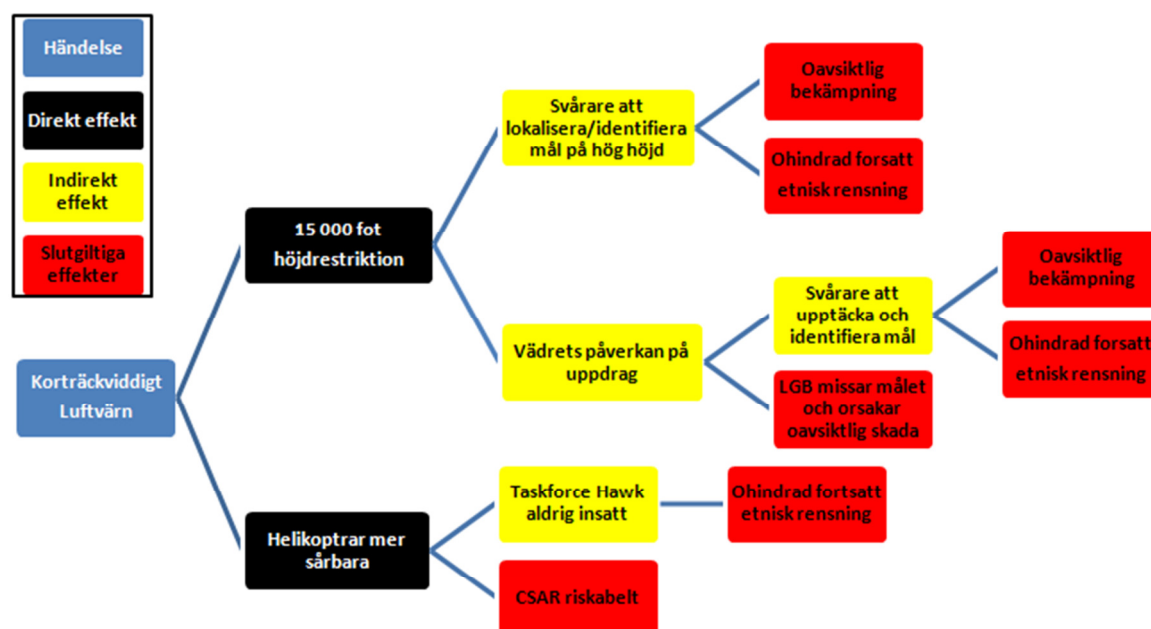 Händelse
Direkt effekt
Indirekt
effekt
Slutgiltiga
effekter
Korträckviddigt
Luftvärn
15 000 fot
höjdrestriktion
Helikoptrar mer
sårbara
Svårare att
lokalisera/identifiera
mål på hög höjd
Vädrets påverkan på
uppdrag
Taskforce Hawk
aldrig insatt
CSAR riskabelt
Oavsiktlig
bekämpning
Ohindrad forsatt
etnisk rensning
Svårare att
upptäcka och
identifiera mål
LGB missar målet
och orsakar
oavsiktlig skada
Ohindrad fortsatt
etnisk rensning
Oavsiktlig
bekämpning
Ohindrad forsatt
etnisk rensning